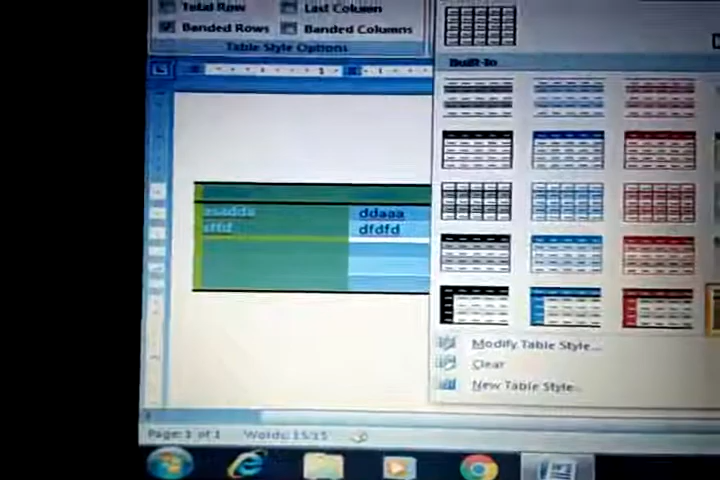 Total Row
Last Column
Banded Rows
Banded Columns
Table Style Options
Built-In
asadda
ddaaa
dfdfd
Modify Table Style...
Clear
New Table Style...
Page: 1 of 1
Words: 15/15